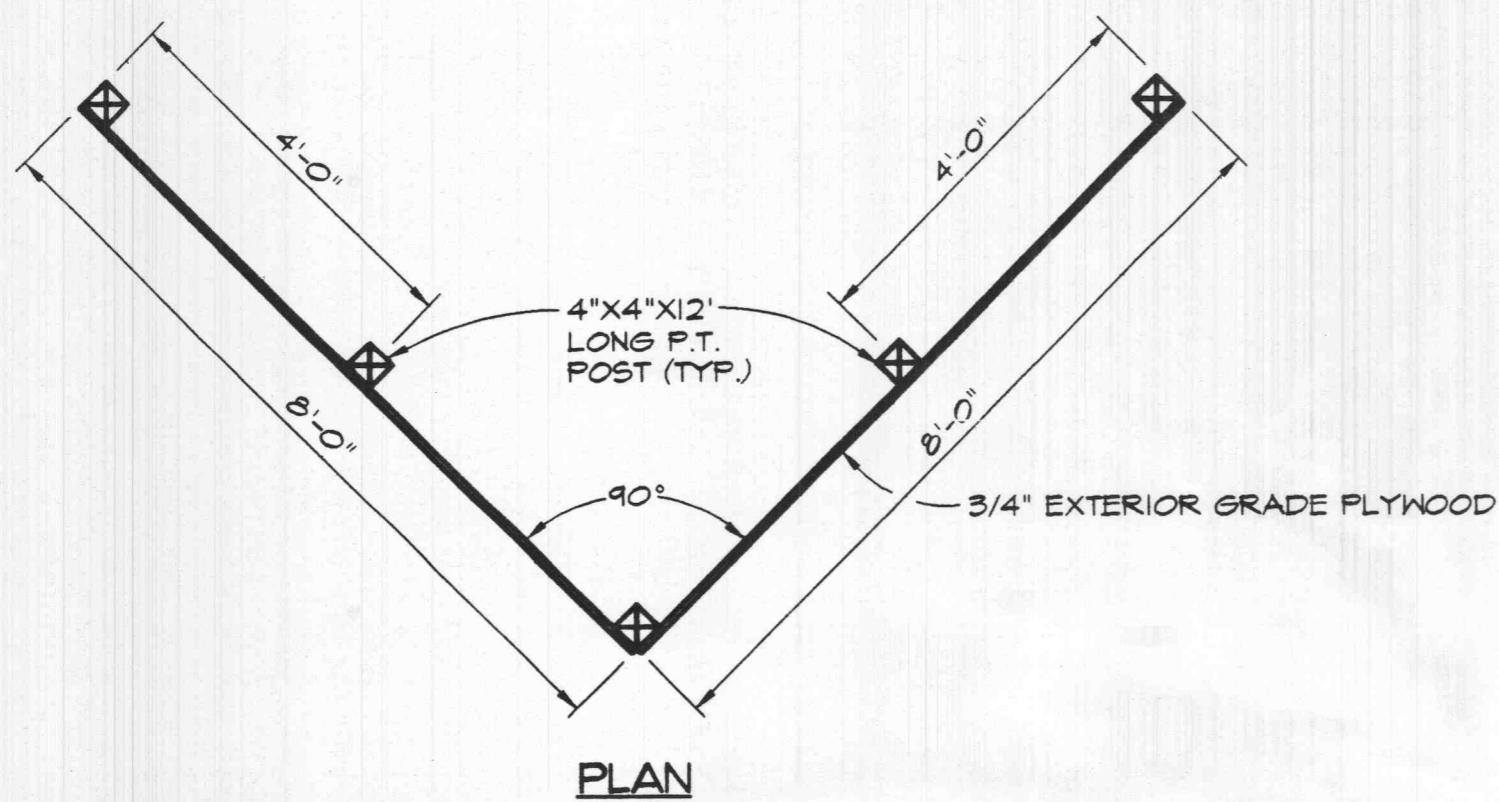 4'-0"
4'-0"
4"X4"X12'
LONG P.T.
POST (TYP.)
8'-0"
8'-0"
90°
3/4" EXTERIOR GRADE PLYWOOD
PLAN